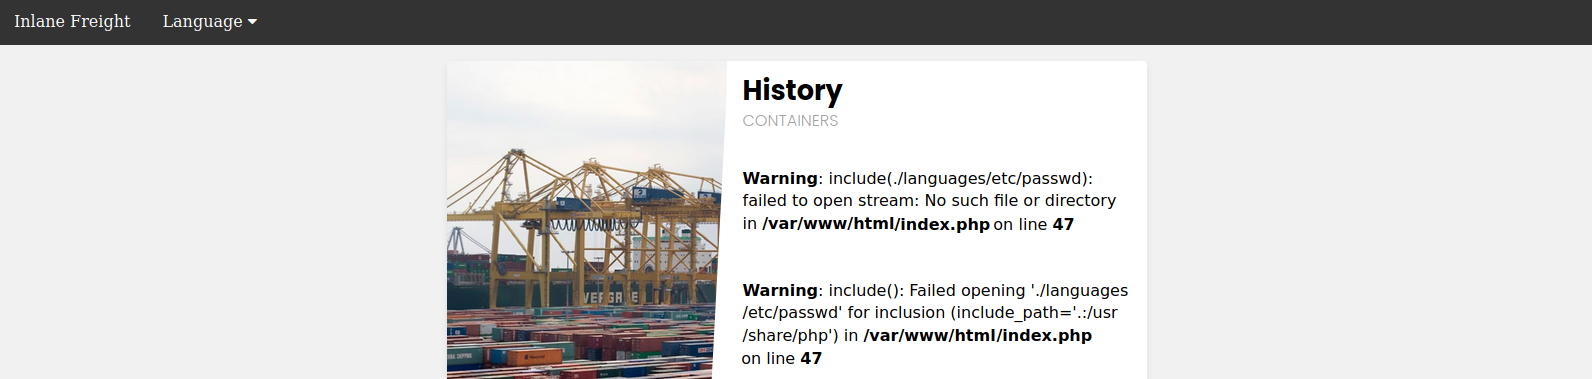 Inlane Freight Language
History
CONTAINERS
Warning: include(./languages/etc/passwd):
failed to open stream: No such file or directory
in /var/www/html/index.php on line 47
Warning: include(): Failed opening './languages
/etc/passwd' for inclusion (include_path='.:/usr
/share/php') in /var/www/html/index.php
on line 47